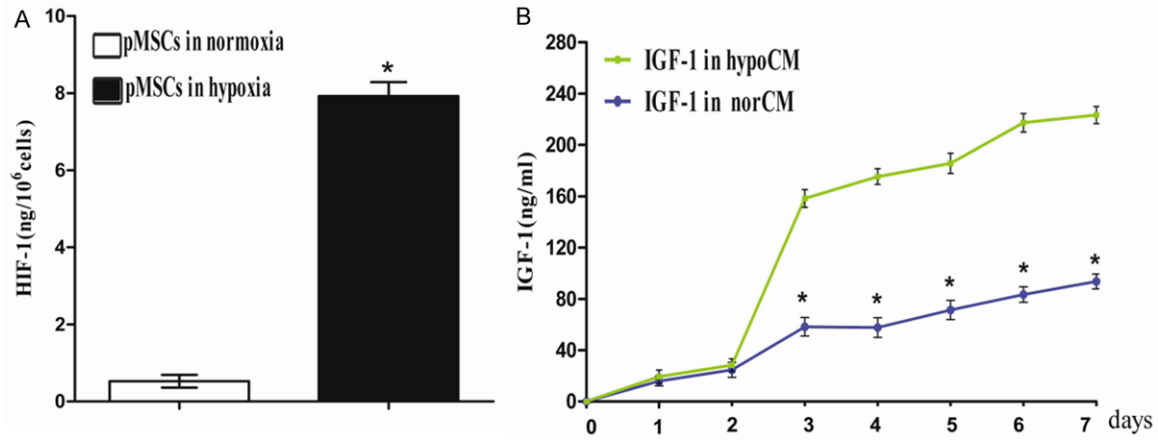 A
HIF-1(ng/10⁶cells)
10
8
6
4
2
0
pMSCs in normoxia
pMSCs in hypoxia
*
B
IGF-1(ng/ml)
280
240
200
160
120
80
40
0
IGF-1 in hypoCM
IGF-1 in norCM
* * * * *
0 1 2 3 4 5 6 7 days